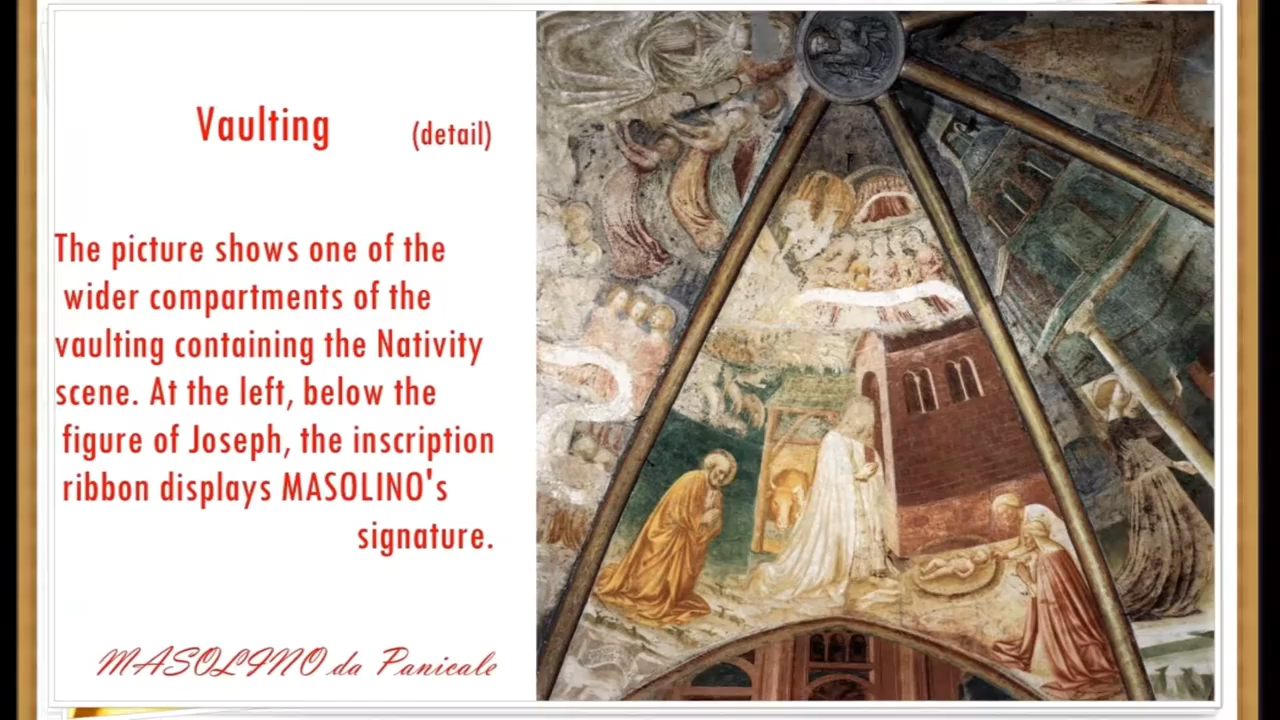 Vaulting (detail)
The picture shows one of the
wider compartments of the
vaulting containing the Nativity
scene. At the left, below the
figure of Joseph, the inscription
ribbon displays MASOLINO's
signature.
MASOLINO da Panicale